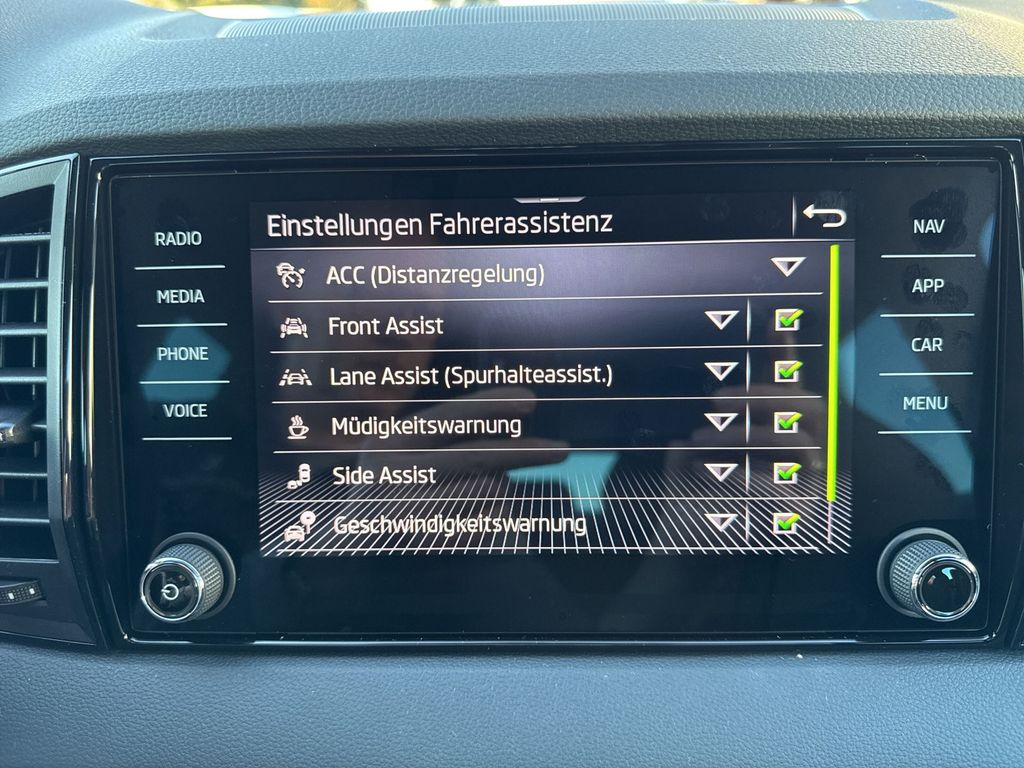 Einstellungen Fahrerassistenz
RADIO
MEDIA
PHONE
VOICE
ACC (Distanzregelung)
Front Assist
Lane Assist (Spurhalteassist.)
Müdigkeitswarnung
Side Assist
Geschwindigkeitswarnung
NAV
APP
CAR
MENU